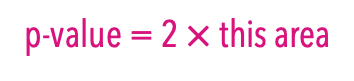 p-value = 2 × this area